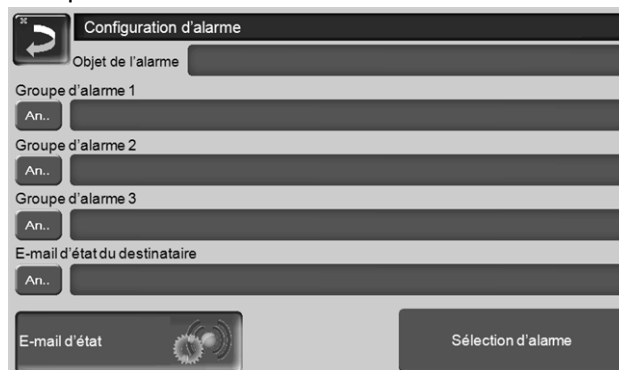 Configuration d'alarme
Objet de l'alarme
Groupe d'alarme 1
An..
Groupe d'alarme 2
An..
Groupe d'alarme 3
An..
E-mail d'état du destinataire
An..
E-mail d'état
Sélection d'alarme